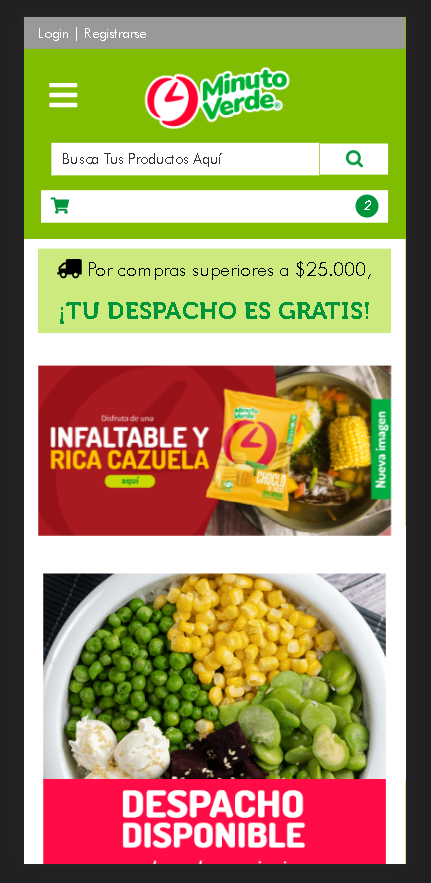 Login | Registrarse
Minuto
Verde®
Busca Tus Productos Aquí
2
Por compras superiores a $25.000,
¡TU DESPACHO ES GRATIS!
Disfruta de una
INFALTABLE Y
RICA CAZUELA
aquí
Minuto
Verde
CHOCLO
Nueva imagen
DESPACHO
DISPONIBLE